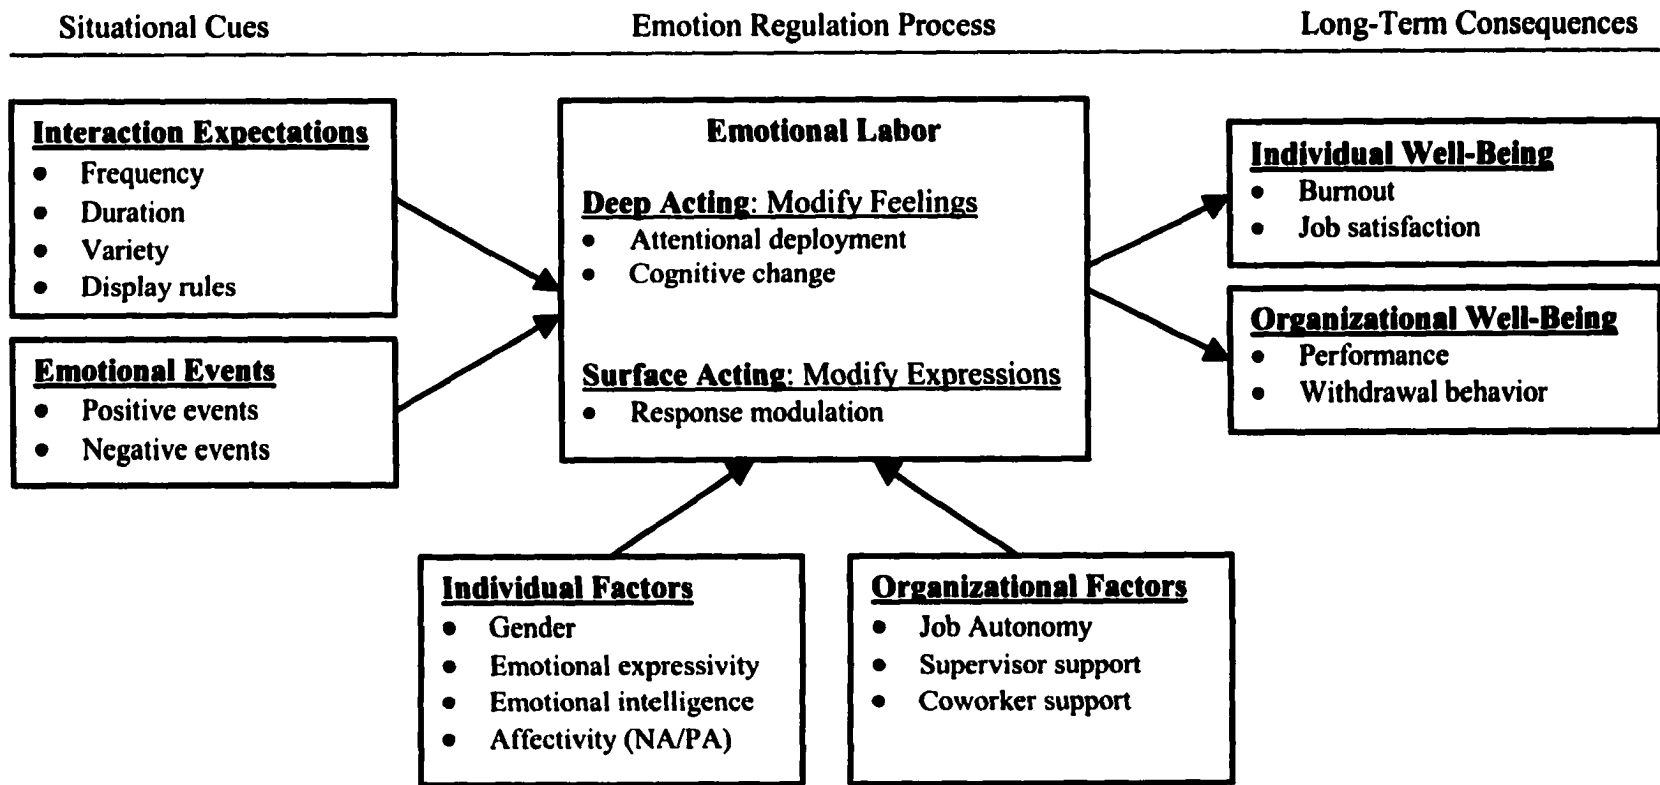 Situational Cues
Emotion Regulation Process
Long-Term Consequences
Interaction Expectations
• Frequency
• Duration
• Variety
• Display rules
Emotional Events
• Positive events
• Negative events
Emotional Labor
Deep Acting: Modify Feelings
• Attentional deployment
• Cognitive change
Surface Acting: Modify Expressions
• Response modulation
Individual Well-Being
• Burnout
• Job satisfaction
Organizational Well-Being
• Performance
• Withdrawal behavior
Individual Factors
• Gender
• Emotional expressivity
• Emotional intelligence
• Affectivity (NA/PA)
Organizational Factors
• Job Autonomy
• Supervisor support
• Coworker support